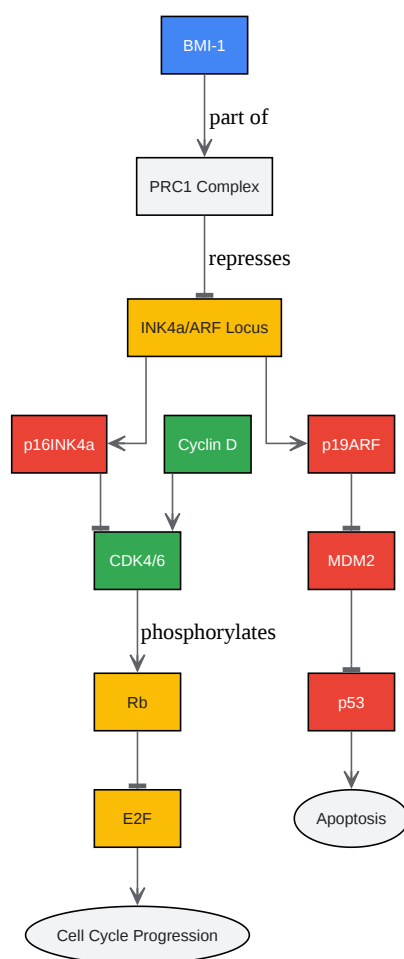 BMI-1
part of
PRC1 Complex
represses
INK4a/ARF Locus
p16INK4a
Cyclin D
p19ARF
CDK4/6
MDM2
phosphorylates
Rb
p53
E2F
Apoptosis
Cell Cycle Progression